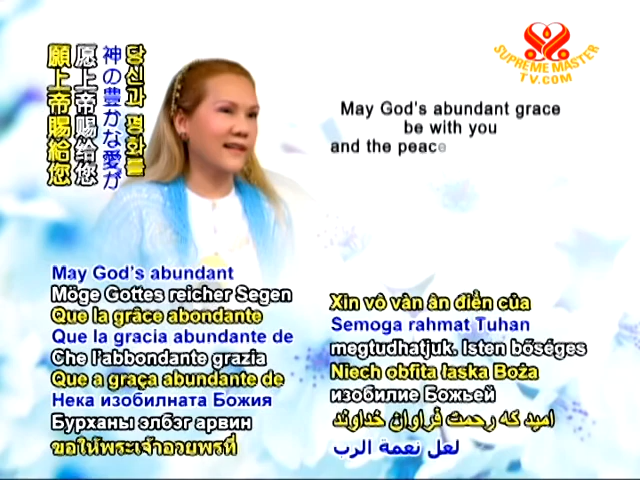 SUPREME MASTER
TV.COM
당신과 평화를
神の豊かな愛が
愿上帝赐给您
願上帝賜給您
May God's abundant grace
be with you
and the peace
May God's abundant
Möge Gottes reicher Segen
Que la grâce abondante
Que la gracia abundante de
Che l'abbondante grazia
Que a graça abundante de
Нека изобилната Божия
Бурханы элбэг арвин
ขอให้พระเจ้าอวยพรที่
Xin vô vàn ân điển của
Semoga rahmat Tuhan
megtudhatjuk. Isten bőséges
Niech obfita łaska Boża
изобилие Божьей
امید که رحمت فراوان خداوند
لعل نعمة الرب